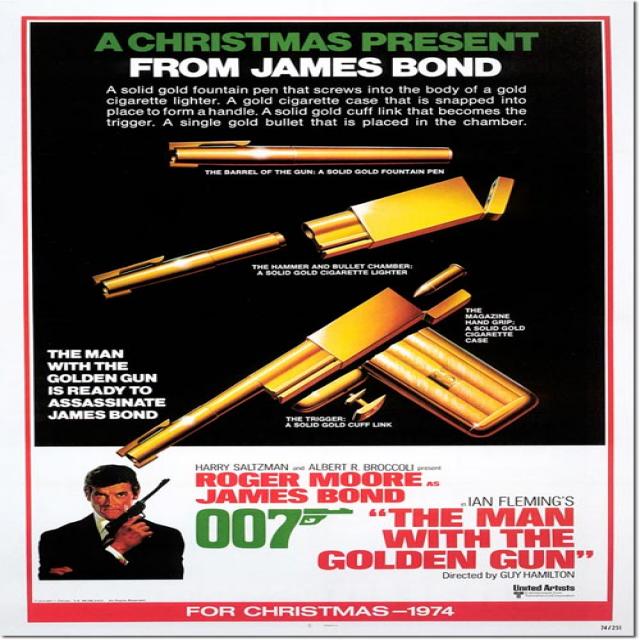 A CHRISTMAS PRESENT
FROM JAMES BOND
A solid gold fountain pen that screws into the body of a gold
cigarette lighter. A gold cigarette case that is snapped into
place to form a handle. A solid gold cuff link that becomes the
trigger. A single gold bullet that is placed in the chamber.
THE BARREL OF THE GUN: A SOLID GOLD FOUNTAIN PEN
THE HAMMER AND BULLET CHAMBER:
A SOLID GOLD CIGARETTE LIGHTER
THE
MAGAZINE
HAND GRIP:
A SOLID GOLD
CIGARETTE
CASE
THE MAN
WITH THE
GOLDEN GUN
IS READY TO
ASSASSINATE
JAMES BOND
THE TRIGGER:
A SOLID GOLD CUFF LINK
HARRY SALTZMAN and ALBERT R. BROCCOLI present
ROGER MOORE AS
JAMES BOND
007
in IAN FLEMING'S
"THE MAN
WITH THE
GOLDEN GUN"
Directed by GUY HAMILTON
United Artists
FOR CHRISTMAS—1974
74/251